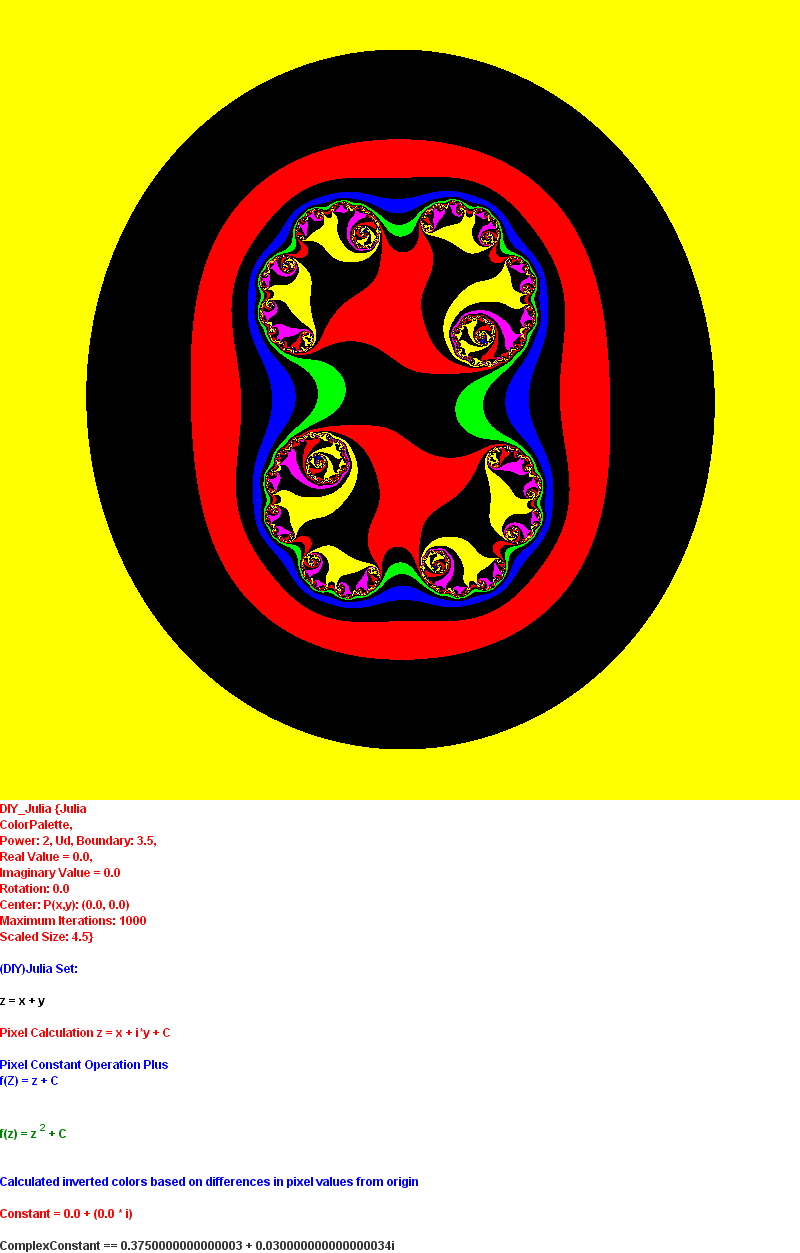 DIY_Julia {Julia
ColorPalette,
Power: 2, Ud, Boundary: 3.5,
Real Value = 0.0,
Imaginary Value = 0.0
Rotation: 0.0
Center: P(x,y): (0.0, 0.0)
Maximum Iterations: 1000
Scaled Size: 4.5}
(DIY)Julia Set:
z = x + y
Pixel Calculation z = x + i*y + C
Pixel Constant Operation Plus
f(Z) = z + C
f(z) = z ² + C
Calculated inverted colors based on differences in pixel values from origin
Constant = 0.0 + (0.0 * i)
ComplexConstant == 0.3750000000000003 + 0.030000000000000034i